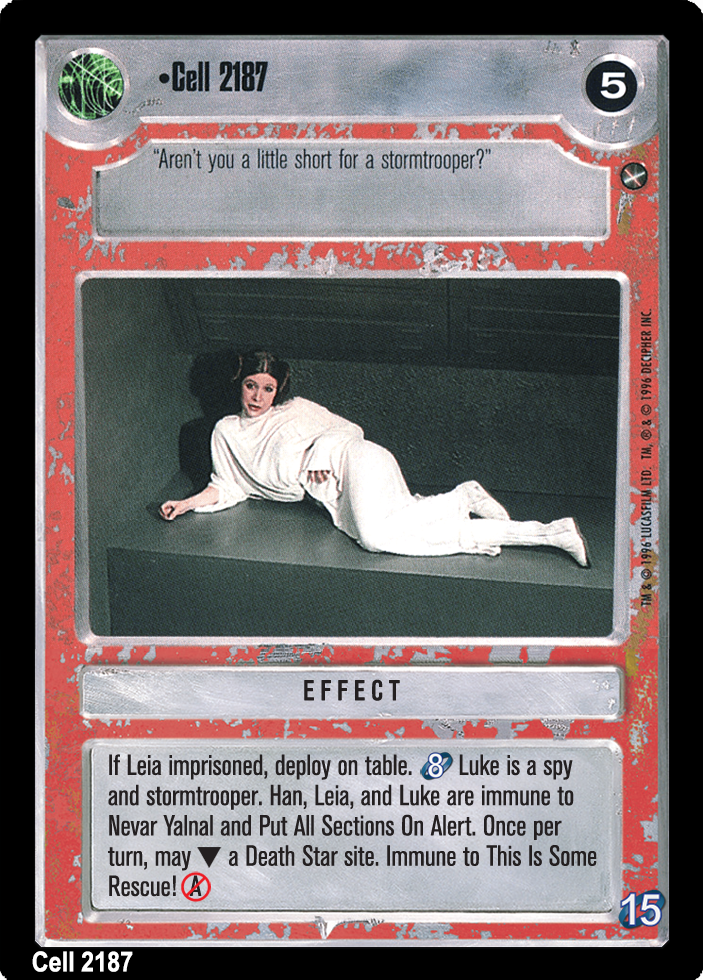 •Cell 2187
5
"Aren't you a little short for a stormtrooper?"
TM & © 1996 LUCASFILM LTD. TM, ® & © 1996 DECIPHER INC.
EFFECT
If Leia imprisoned, deploy on table. 8 Luke is a spy
and stormtrooper. Han, Leia, and Luke are immune to
Nevar Yalnal and Put All Sections On Alert. Once per
turn, may ▼ a Death Star site. Immune to This Is Some
Rescue! A
15
Cell 2187